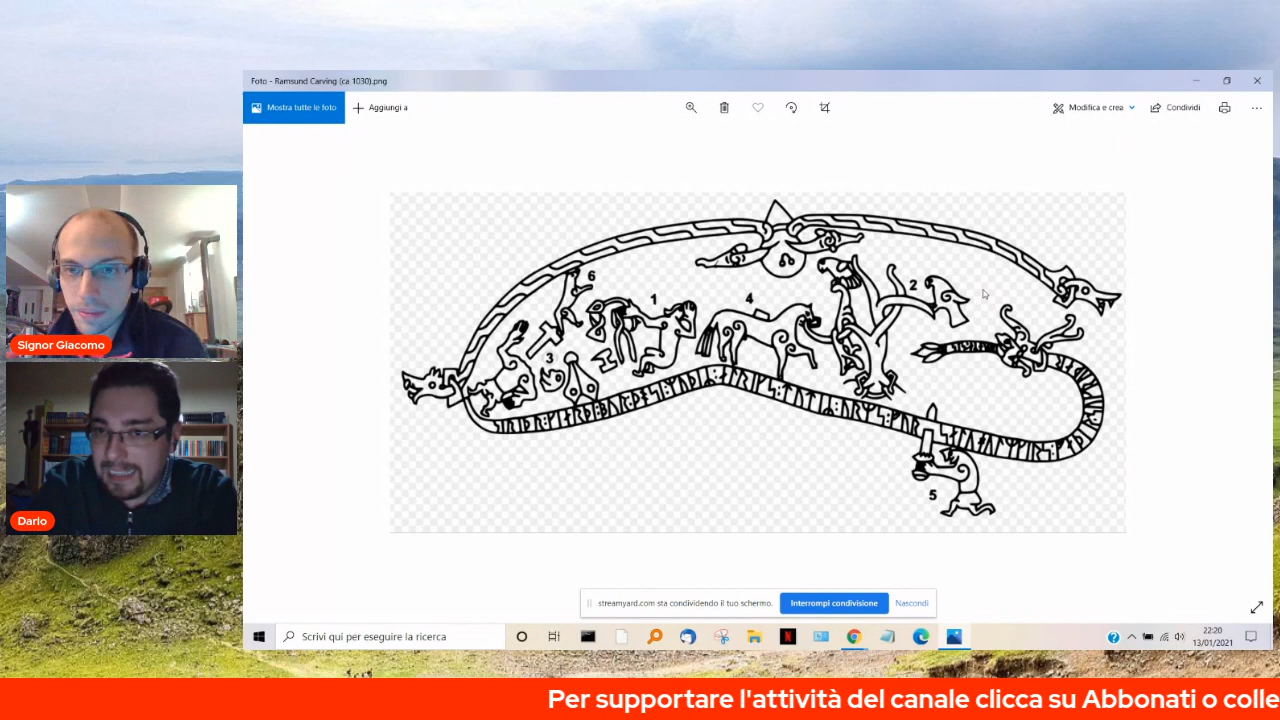 Foto - Ramsund Carving (ca 1030).png
Mostra tutte le foto
Aggiungi a
Modifica e crea
Condividi
6
1
4
2
3
5
Signor Giacomo
Dario
streamyard.com sta condividendo il tuo schermo.
Interrompi condivisione
Nascondi
Scrivi qui per eseguire la ricerca
N
22:20
13/01/2021
Per supportare l'attività del canale clicca su Abbonati o colle